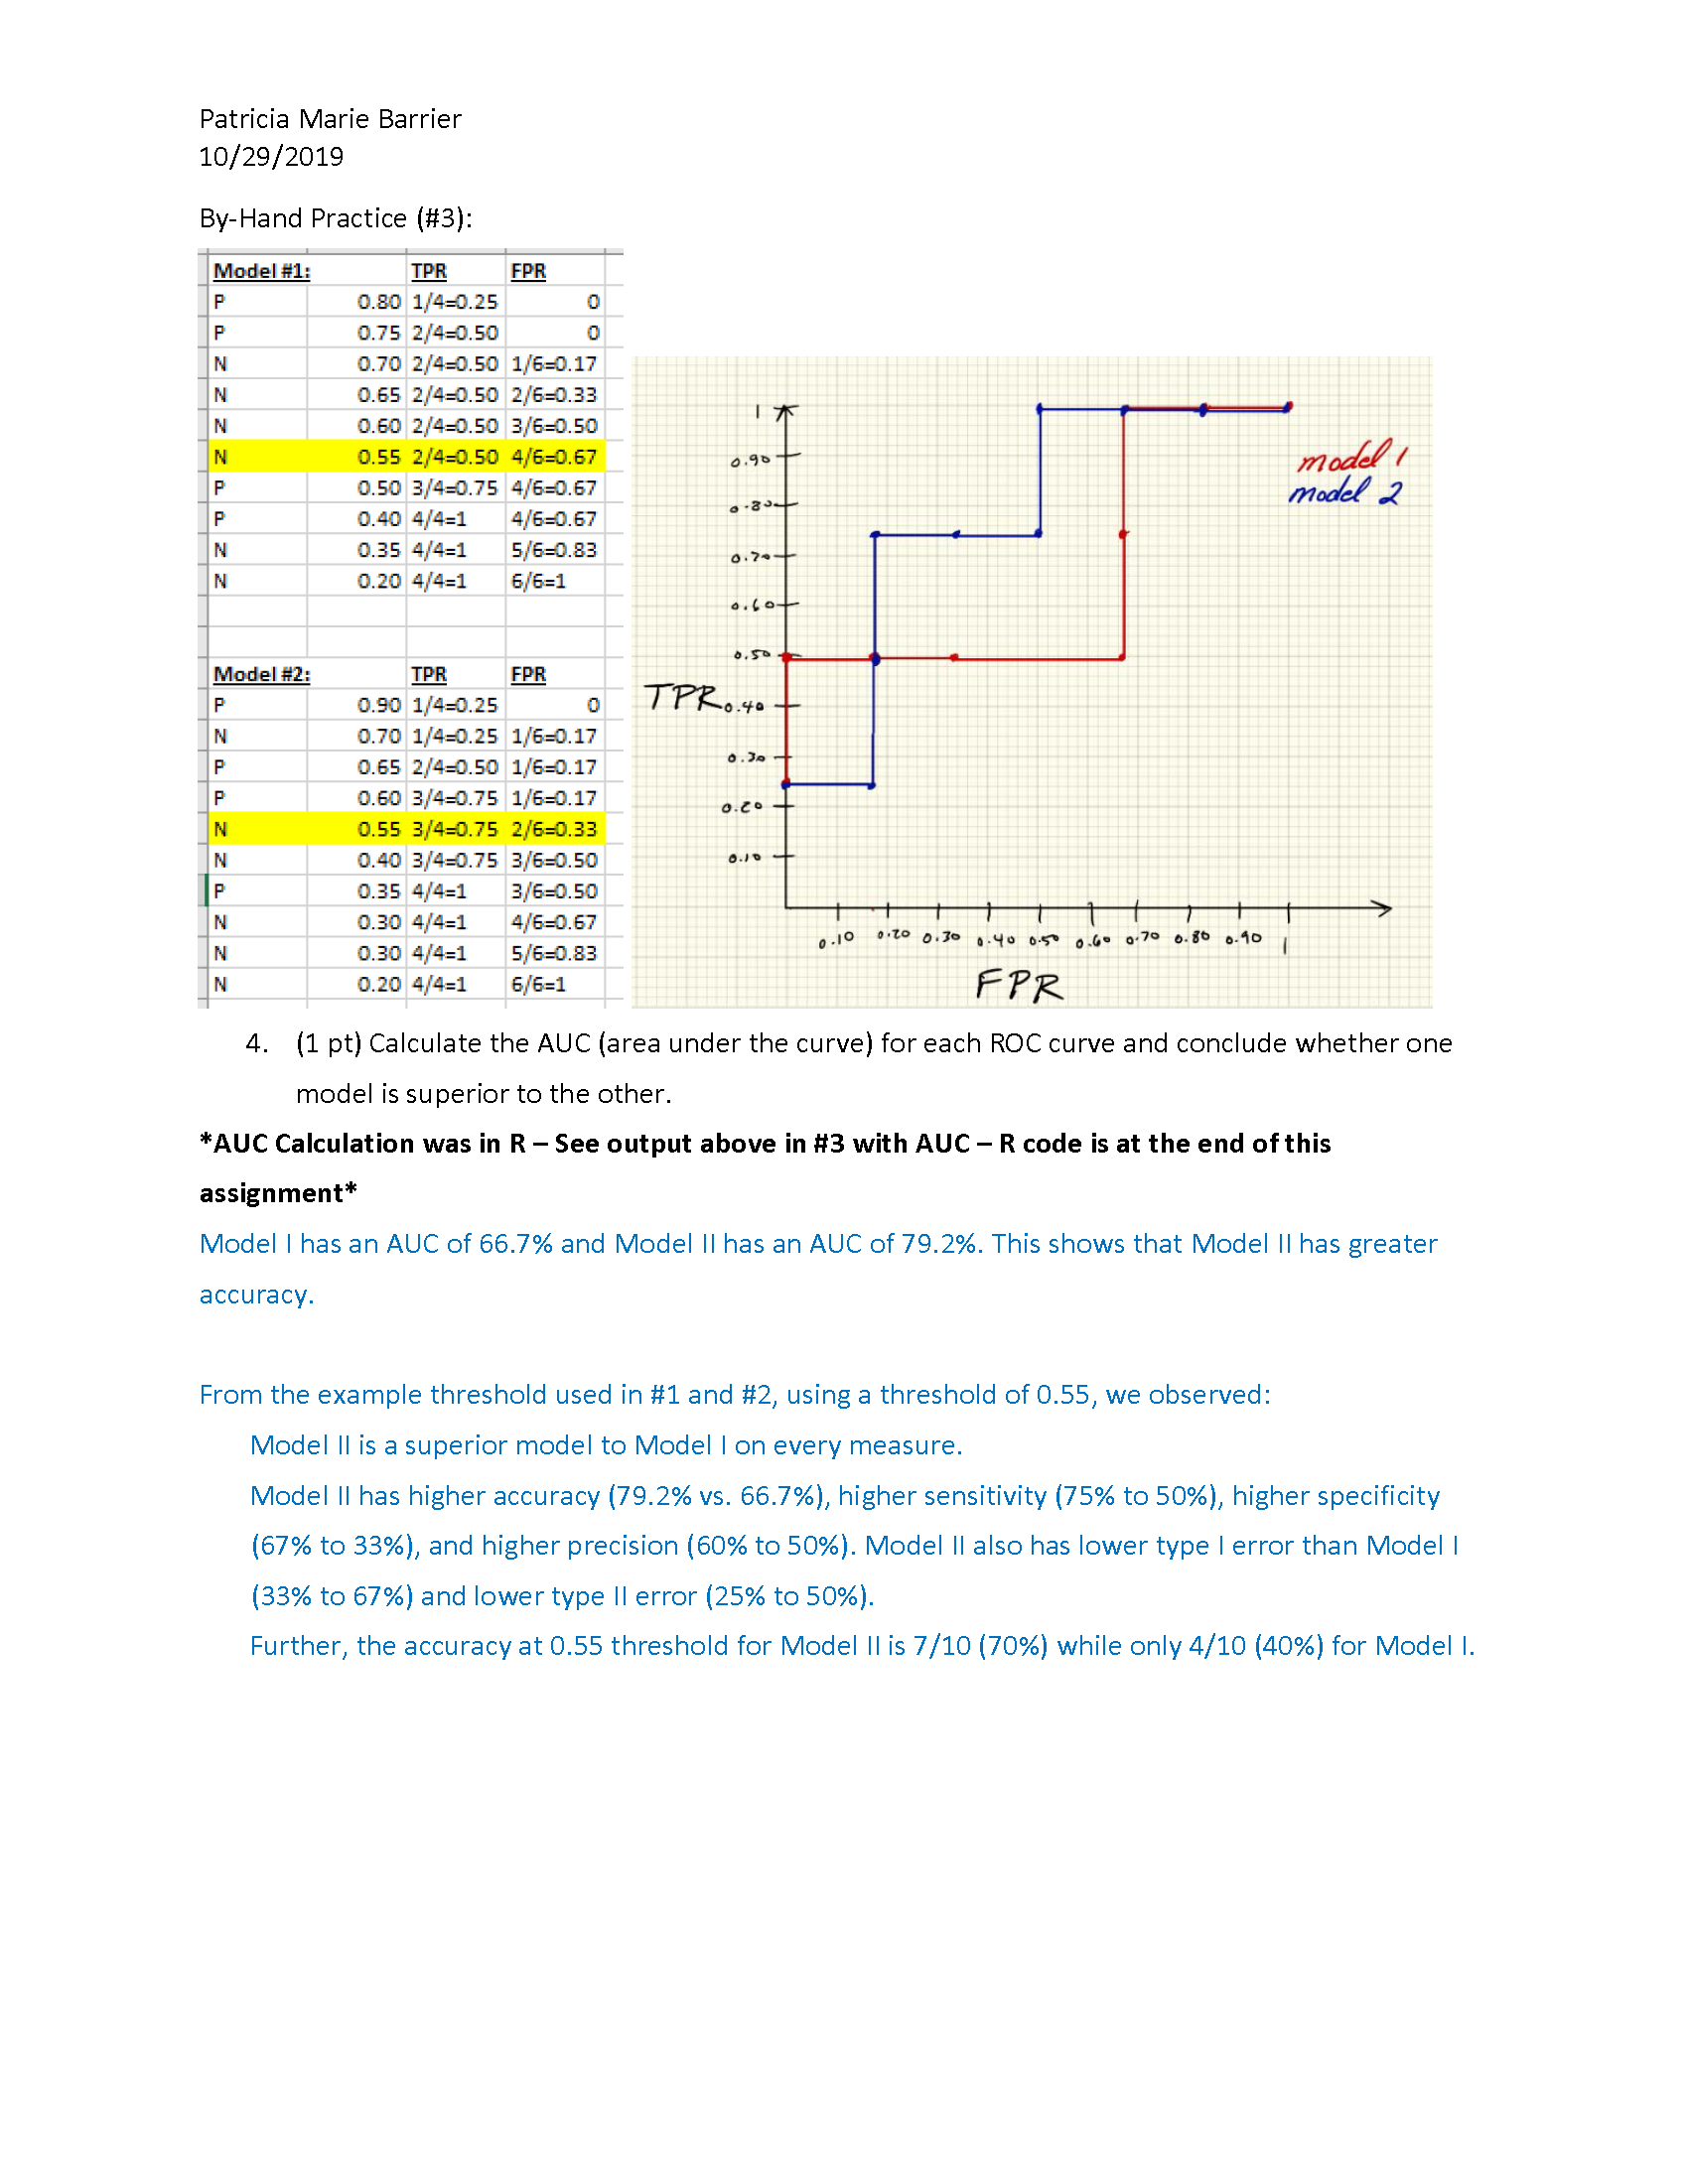 Patricia Marie Barrier
10/29/2019
By-Hand Practice (#3):
Model #1: TPR FPR
P 0.80 1/4=0.25 0
P 0.75 2/4=0.50 0
N 0.70 2/4=0.50 1/6=0.17
N 0.65 2/4=0.50 2/6=0.33
N 0.60 2/4=0.50 3/6=0.50
N 0.55 2/4=0.50 4/6=0.67
P 0.50 3/4=0.75 4/6=0.67
P 0.40 4/4=1 4/6=0.67
N 0.35 4/4=1 5/6=0.83
N 0.20 4/4=1 6/6=1
Model #2: TPR FPR
P 0.90 1/4=0.25 0
N 0.70 1/4=0.25 1/6=0.17
P 0.65 2/4=0.50 1/6=0.17
P 0.60 3/4=0.75 1/6=0.17
N 0.55 3/4=0.75 2/6=0.33
N 0.40 3/4=0.75 3/6=0.50
P 0.35 4/4=1 3/6=0.50
N 0.30 4/4=1 4/6=0.67
N 0.30 4/4=1 5/6=0.83
N 0.20 4/4=1 6/6=1
1
0.90
0.80
0.70
0.60
0.50
TPR 0.40
0.30
0.20
0.10
0.10 0.20 0.30 0.40 0.50 0.60 0.70 0.80 0.90 1
FPR
model 1
model 2
4. (1 pt) Calculate the AUC (area under the curve) for each ROC curve and conclude whether one
model is superior to the other.
*AUC Calculation was in R – See output above in #3 with AUC – R code is at the end of this
assignment*
Model I has an AUC of 66.7% and Model II has an AUC of 79.2%. This shows that Model II has greater
accuracy.
From the example threshold used in #1 and #2, using a threshold of 0.55, we observed:
Model II is a superior model to Model I on every measure.
Model II has higher accuracy (79.2% vs. 66.7%), higher sensitivity (75% to 50%), higher specificity
(67% to 33%), and higher precision (60% to 50%). Model II also has lower type I error than Model I
(33% to 67%) and lower type II error (25% to 50%).
Further, the accuracy at 0.55 threshold for Model II is 7/10 (70%) while only 4/10 (40%) for Model I.